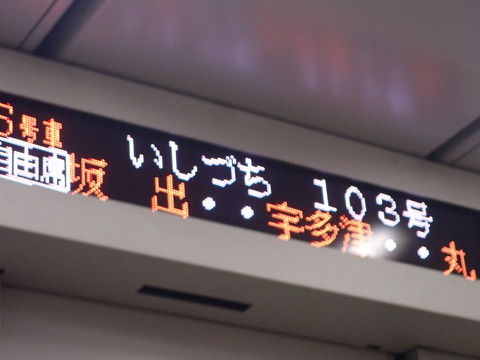 5号車 いしづち 103号
自由席 坂出・・宇多津・・丸